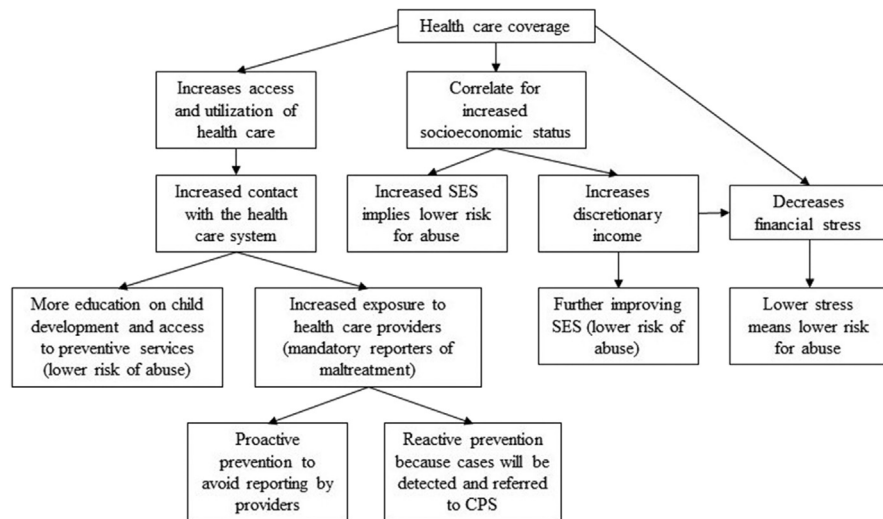 Health care coverage
Increases access
and utilization of
health care
Correlate for
increased
socioeconomic status
Increased contact
with the health
care system
Increased SES
implies lower risk
for abuse
Increases
discretionary
income
Decreases
financial stress
More education on child
development and access
to preventive services
(lower risk of abuse)
Increased exposure to
health care providers
(mandatory reporters of
maltreatment)
Further improving
SES (lower risk of
abuse)
Lower stress
means lower risk
for abuse
Proactive
prevention to
avoid reporting by
providers
Reactive prevention
because cases will be
detected and referred
to CPS